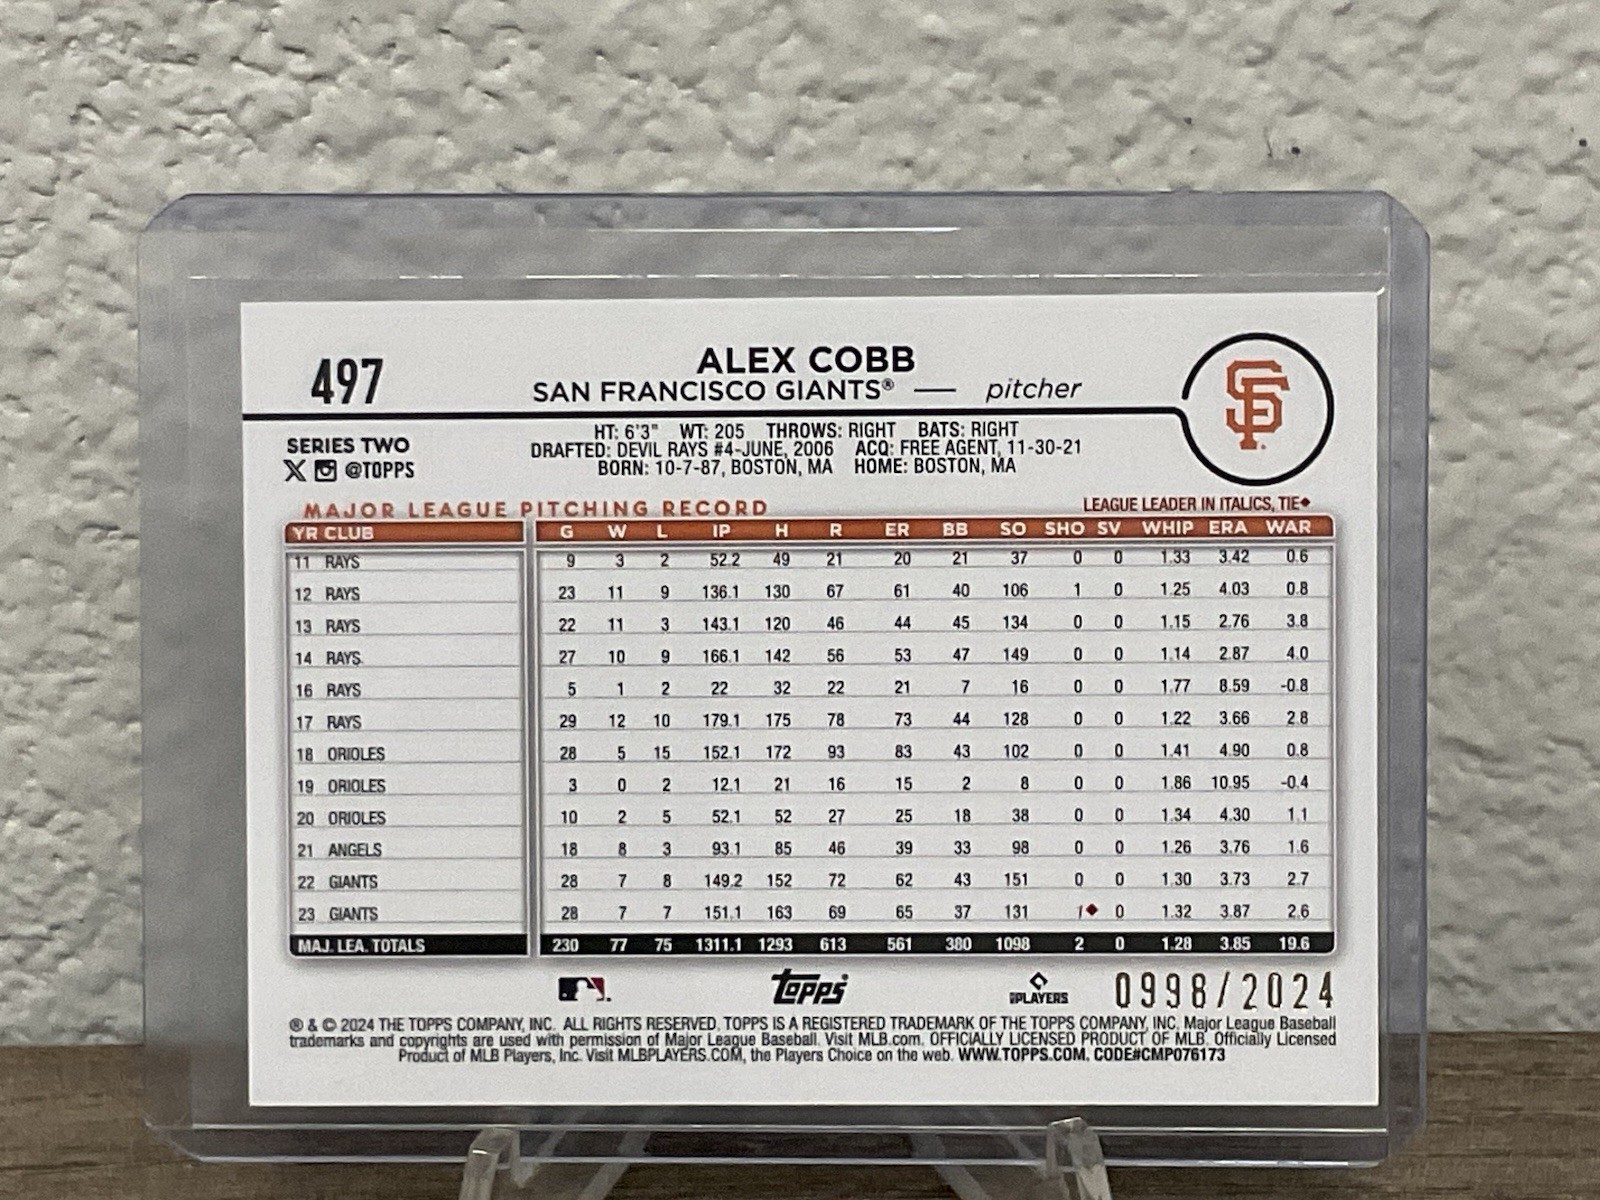 497
ALEX COBB
SAN FRANCISCO GIANTS® — pitcher
SF
SERIES TWO
X @TOPPS
HT: 6'3" WT: 205 THROWS: RIGHT BATS: RIGHT
DRAFTED: DEVIL RAYS #4-JUNE, 2006 ACQ: FREE AGENT, 11-30-21
BORN: 10-7-87, BOSTON, MA HOME: BOSTON, MA
MAJOR LEAGUE PITCHING RECORD LEAGUE LEADER IN ITALICS, TIE◆
YR CLUB G W L IP H R ER BB SO SHO SV WHIP ERA WAR
11 RAYS 9 3 2 52.2 49 21 20 21 37 0 0 1.33 3.42 0.6
12 RAYS 23 11 9 136.1 130 67 61 40 106 1 0 1.25 4.03 0.8
13 RAYS 22 11 3 143.1 120 46 44 45 134 0 0 1.15 2.76 3.8
14 RAYS 27 10 9 166.1 142 56 53 47 149 0 0 1.14 2.87 4.0
16 RAYS 5 1 2 22 32 22 21 7 16 0 0 1.77 8.59 -0.8
17 RAYS 29 12 10 179.1 175 78 73 44 128 0 0 1.22 3.66 2.8
18 ORIOLES 28 5 15 152.1 172 93 83 43 102 0 0 1.41 4.90 0.8
19 ORIOLES 3 0 2 12.1 21 16 15 2 8 0 0 1.86 10.95 -0.4
20 ORIOLES 10 2 5 52.1 52 27 25 18 38 0 0 1.34 4.30 1.1
21 ANGELS 18 8 3 93.1 85 46 39 33 98 0 0 1.26 3.76 1.6
22 GIANTS 28 7 8 149.2 152 72 62 43 151 0 0 1.30 3.73 2.7
23 GIANTS 28 7 7 151.1 163 69 65 37 131 1◆ 0 1.32 3.87 2.6
MAJ. LEA. TOTALS 230 77 75 1311.1 1293 613 561 380 1098 2 0 1.28 3.85 19.6
Topps PLAYERS 0998/2024
® & © 2024 THE TOPPS COMPANY, INC. ALL RIGHTS RESERVED. TOPPS IS A REGISTERED TRADEMARK OF THE TOPPS COMPANY, INC. Major League Baseball
trademarks and copyrights are used with permission of Major League Baseball. Visit MLB.com. OFFICIALLY LICENSED PRODUCT OF MLB. Officially Licensed
Product of MLB Players, Inc. Visit MLBPLAYERS.COM, the Players Choice on the web. WWW.TOPPS.COM. CODE#CMP076173